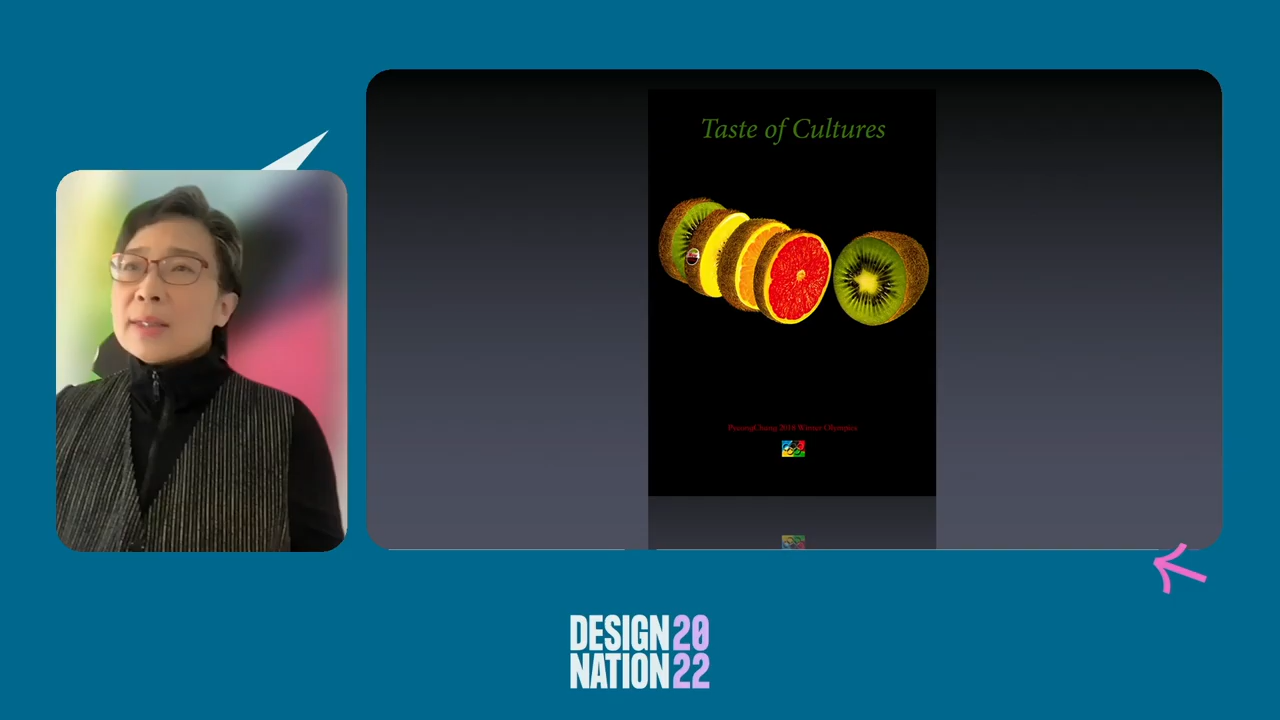 Taste of Cultures
PyeongChang 2018 Winter Olympics
DESIGN 20
NATION 22